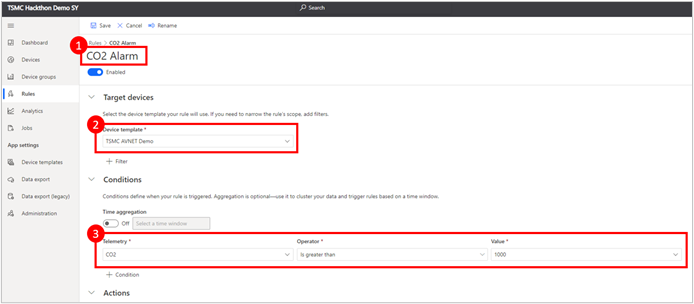 TSMC Hackthon Demo SY
Search
Save Cancel Rename
Dashboard
Devices
Device groups
Rules
Analytics
Jobs
App settings
Device templates
Data export
Data export (legacy)
Administration
Rules > CO2 Alarm
1
CO2 Alarm
Enabled
Target devices
Select the device template your rule will use. If you need to narrow the rule's scope, add filters.
2
Device template *
TSMC AVNET Demo
+ Filter
Conditions
Conditions define when your rule is triggered. Aggregation is optional—use it to cluster your data and trigger rules based on a time window.
Time aggregation
Off Select a time window
3
Telemetry * Operator * Value *
CO2 Is greater than 1000
+ Condition
Actions